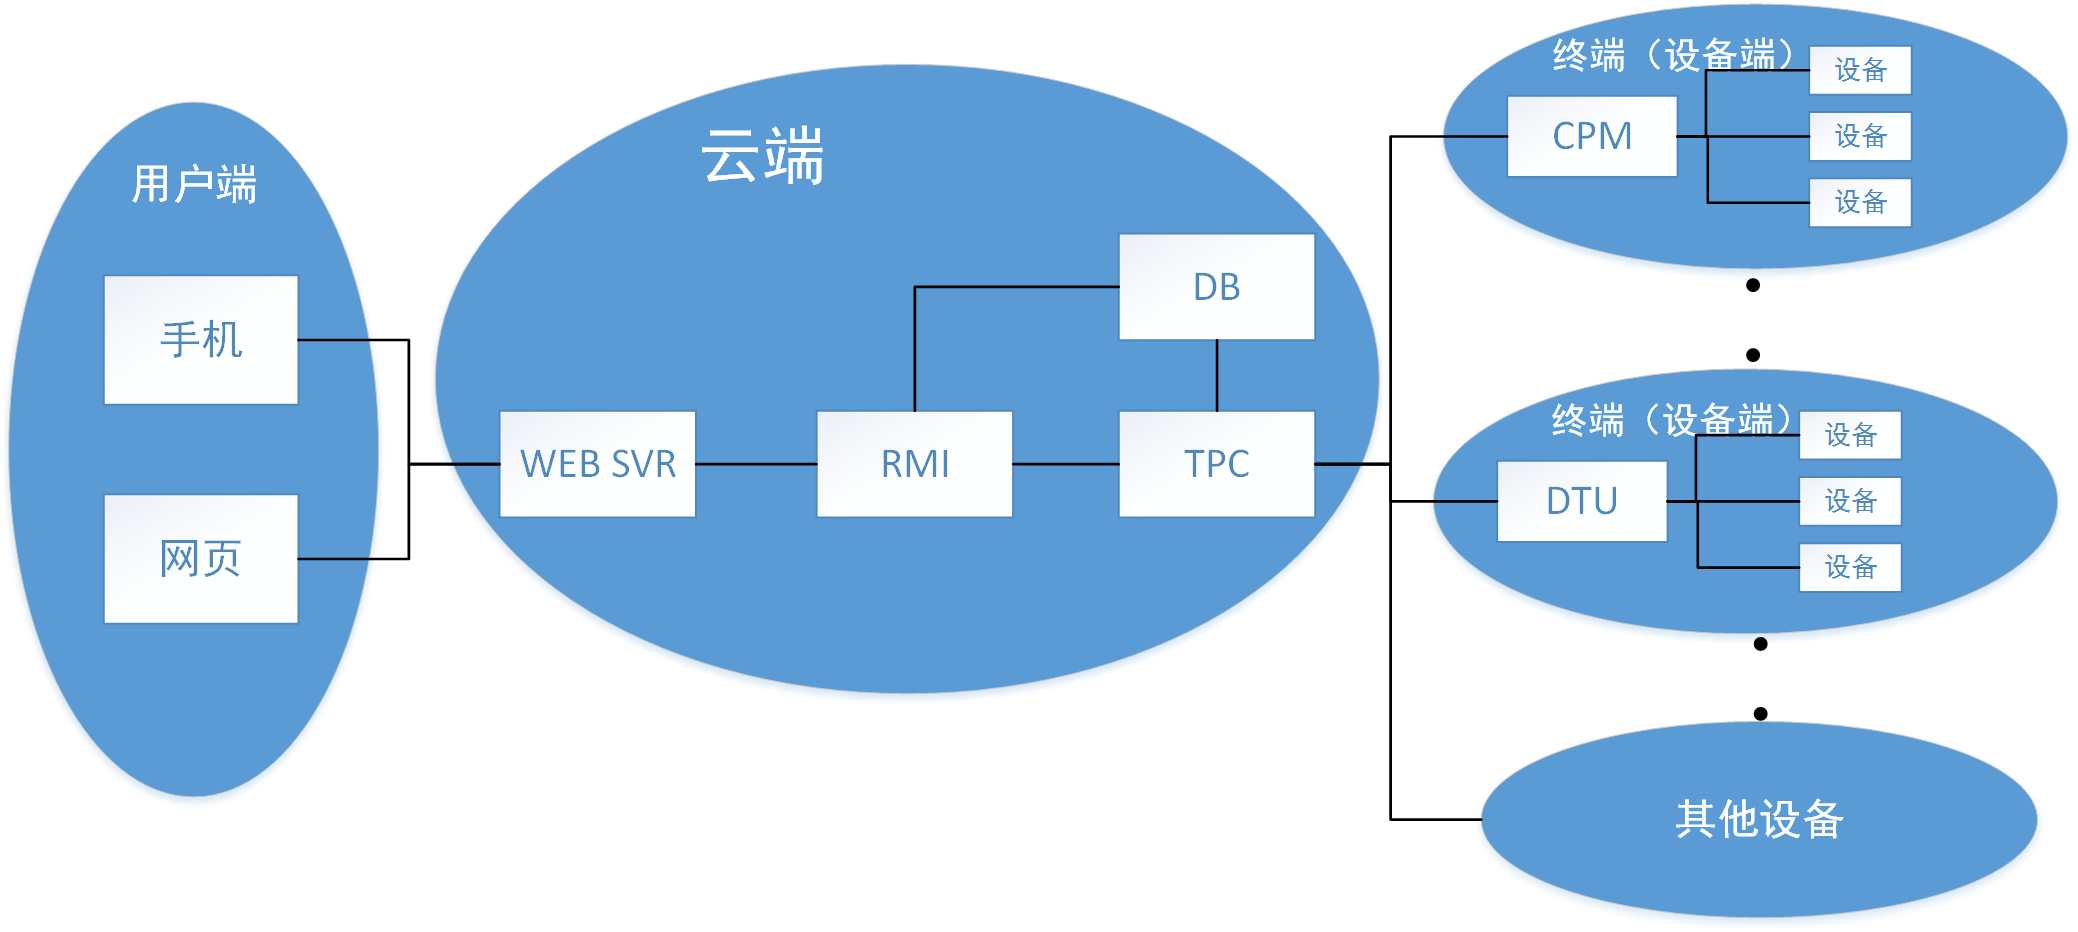 用户端
手机
网页
云端
DB
WEB SVR
RMI
TPC
终端（设备端）
CPM
设备
设备
设备
终端（设备端）
DTU
设备
设备
设备
其他设备